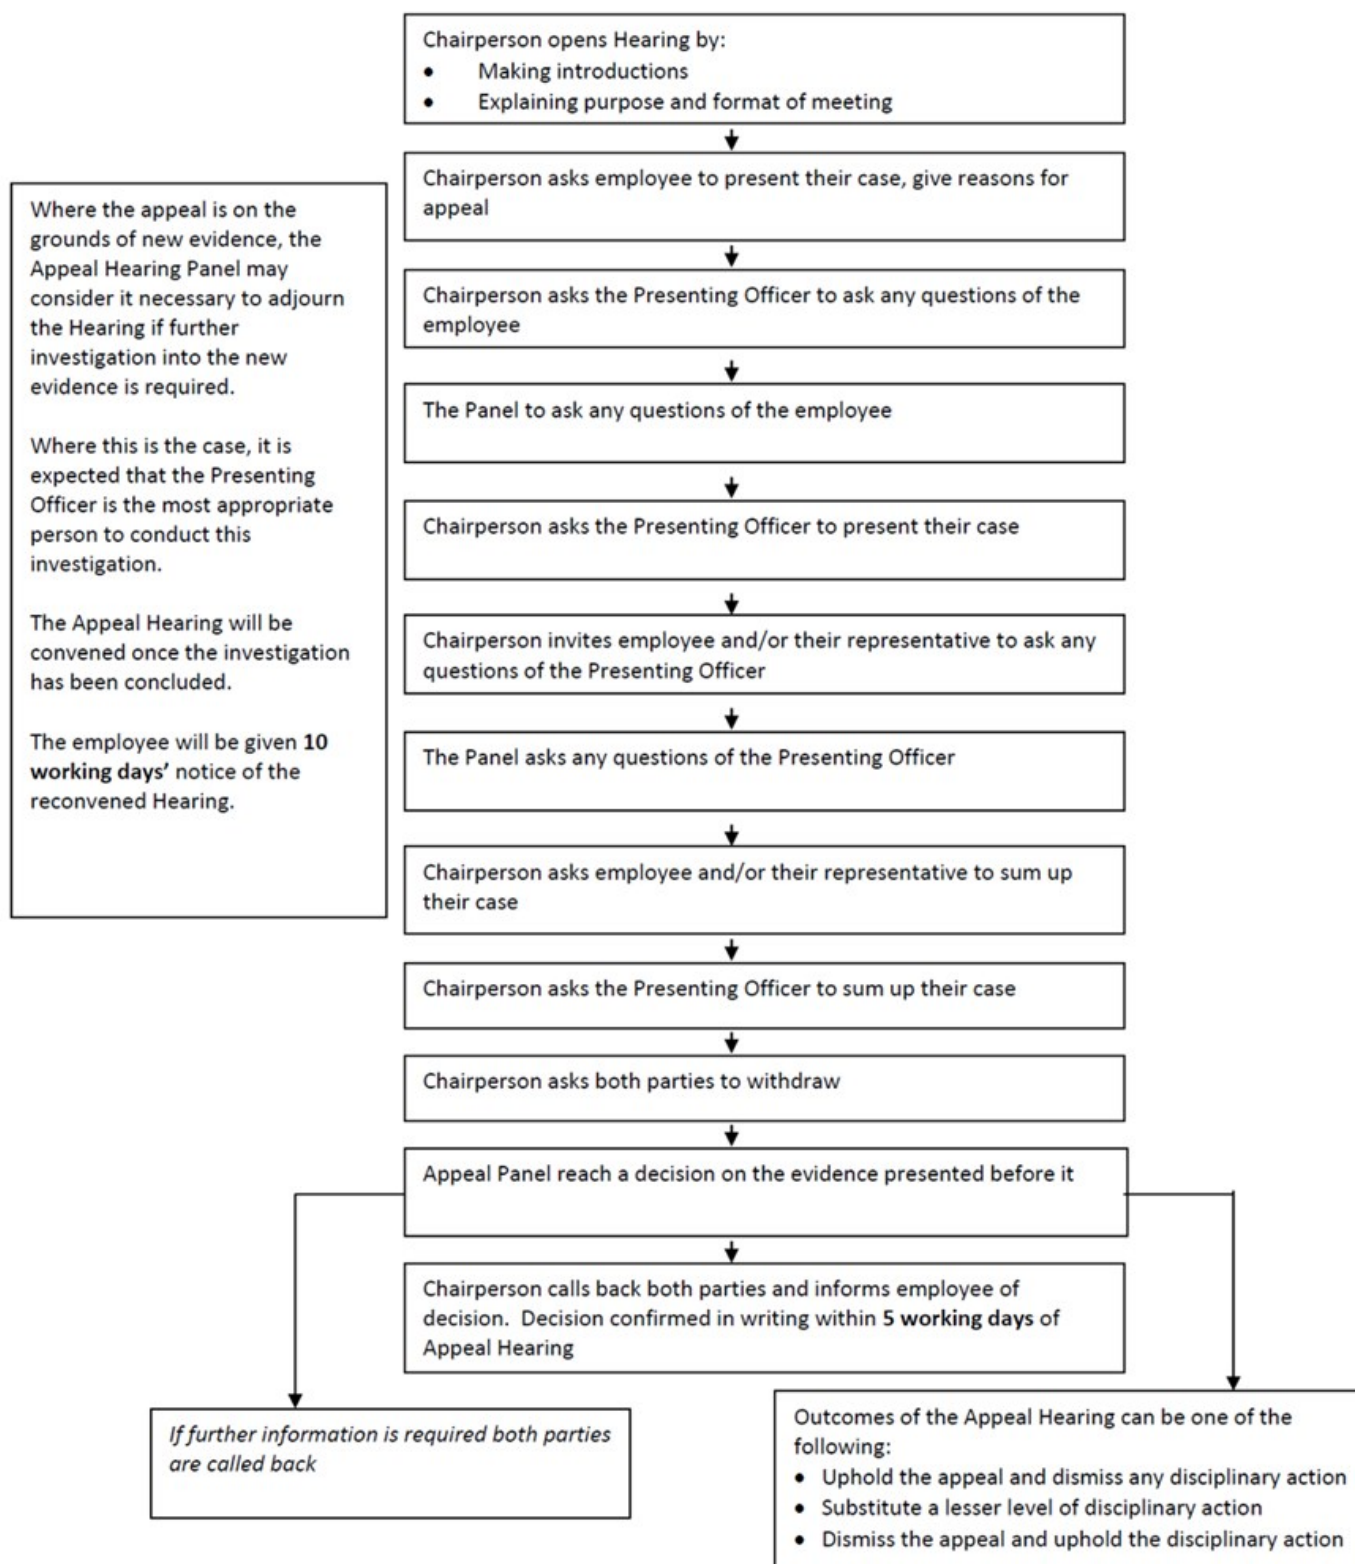 Chairperson opens Hearing by:
• Making introductions
• Explaining purpose and format of meeting
Chairperson asks employee to present their case, give reasons for
appeal
Where the appeal is on the
grounds of new evidence, the
Appeal Hearing Panel may
consider it necessary to adjourn
the Hearing if further
investigation into the new
evidence is required.
Where this is the case, it is
expected that the Presenting
Officer is the most appropriate
person to conduct this
investigation.
The Appeal Hearing will be
convened once the investigation
has been concluded.
The employee will be given 10
working days’ notice of the
reconvened Hearing.
Chairperson asks the Presenting Officer to ask any questions of the
employee
The Panel to ask any questions of the employee
Chairperson asks the Presenting Officer to present their case
Chairperson invites employee and/or their representative to ask any
questions of the Presenting Officer
The Panel asks any questions of the Presenting Officer
Chairperson asks employee and/or their representative to sum up
their case
Chairperson asks the Presenting Officer to sum up their case
Chairperson asks both parties to withdraw
Appeal Panel reach a decision on the evidence presented before it
Chairperson calls back both parties and informs employee of
decision.  Decision confirmed in writing within 5 working days of
Appeal Hearing
If further information is required both parties
are called back
Outcomes of the Appeal Hearing can be one of the
following:
• Uphold the appeal and dismiss any disciplinary action
• Substitute a lesser level of disciplinary action
• Dismiss the appeal and uphold the disciplinary action